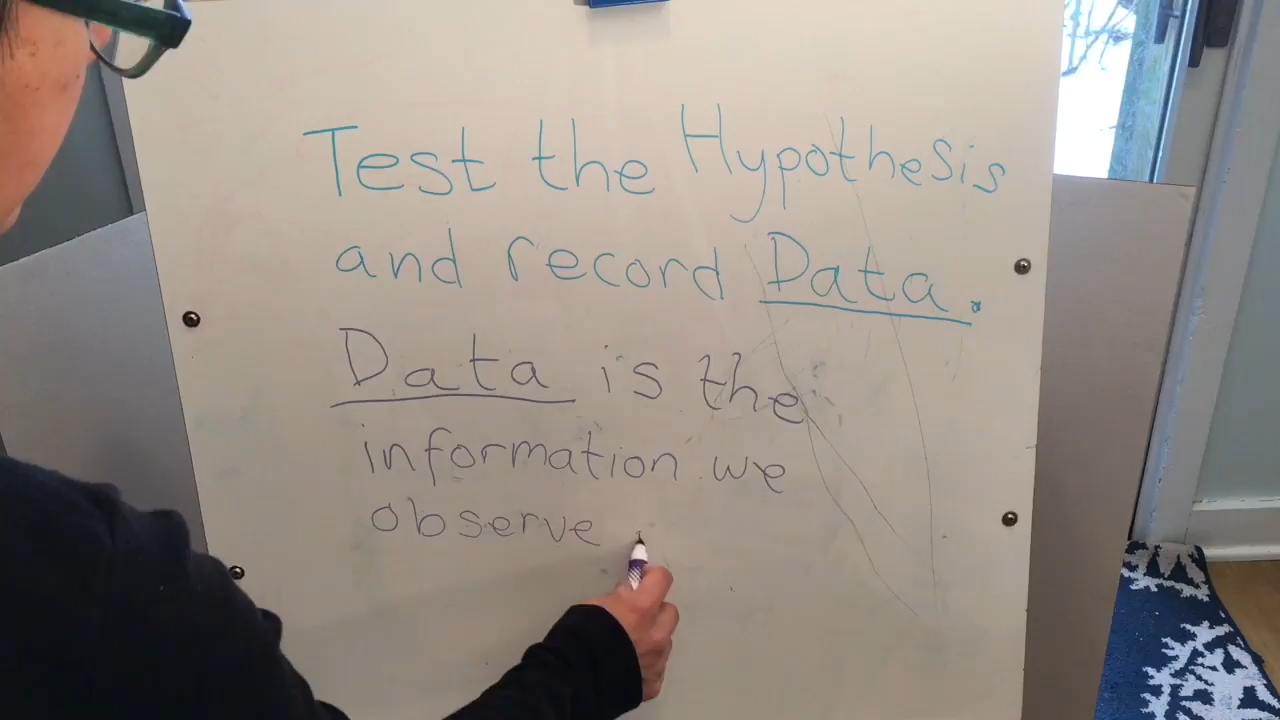 Test the Hypothesis
and record Data.
Data is the
information we
observe